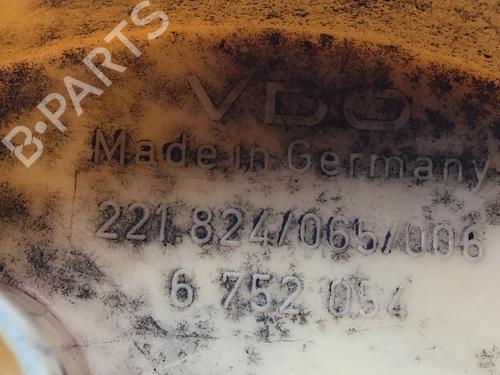 B·PARTS
VDO
Made in Germany
221.824/065/006
6 752 054